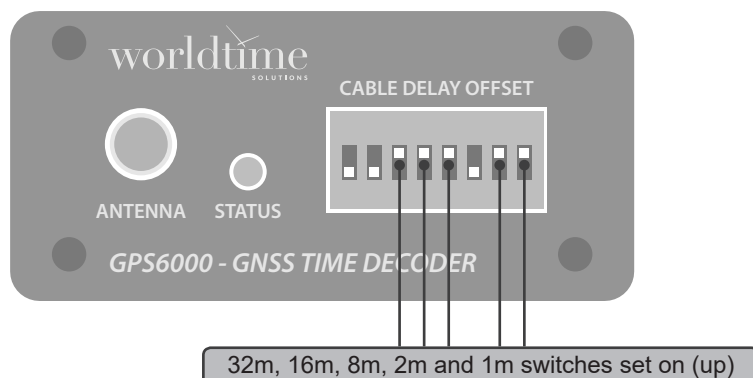 worldtime
SOLUTIONS
CABLE DELAY OFFSET
ANTENNA
STATUS
GPS6000 - GNSS TIME DECODER
32m, 16m, 8m, 2m and 1m switches set on (up)